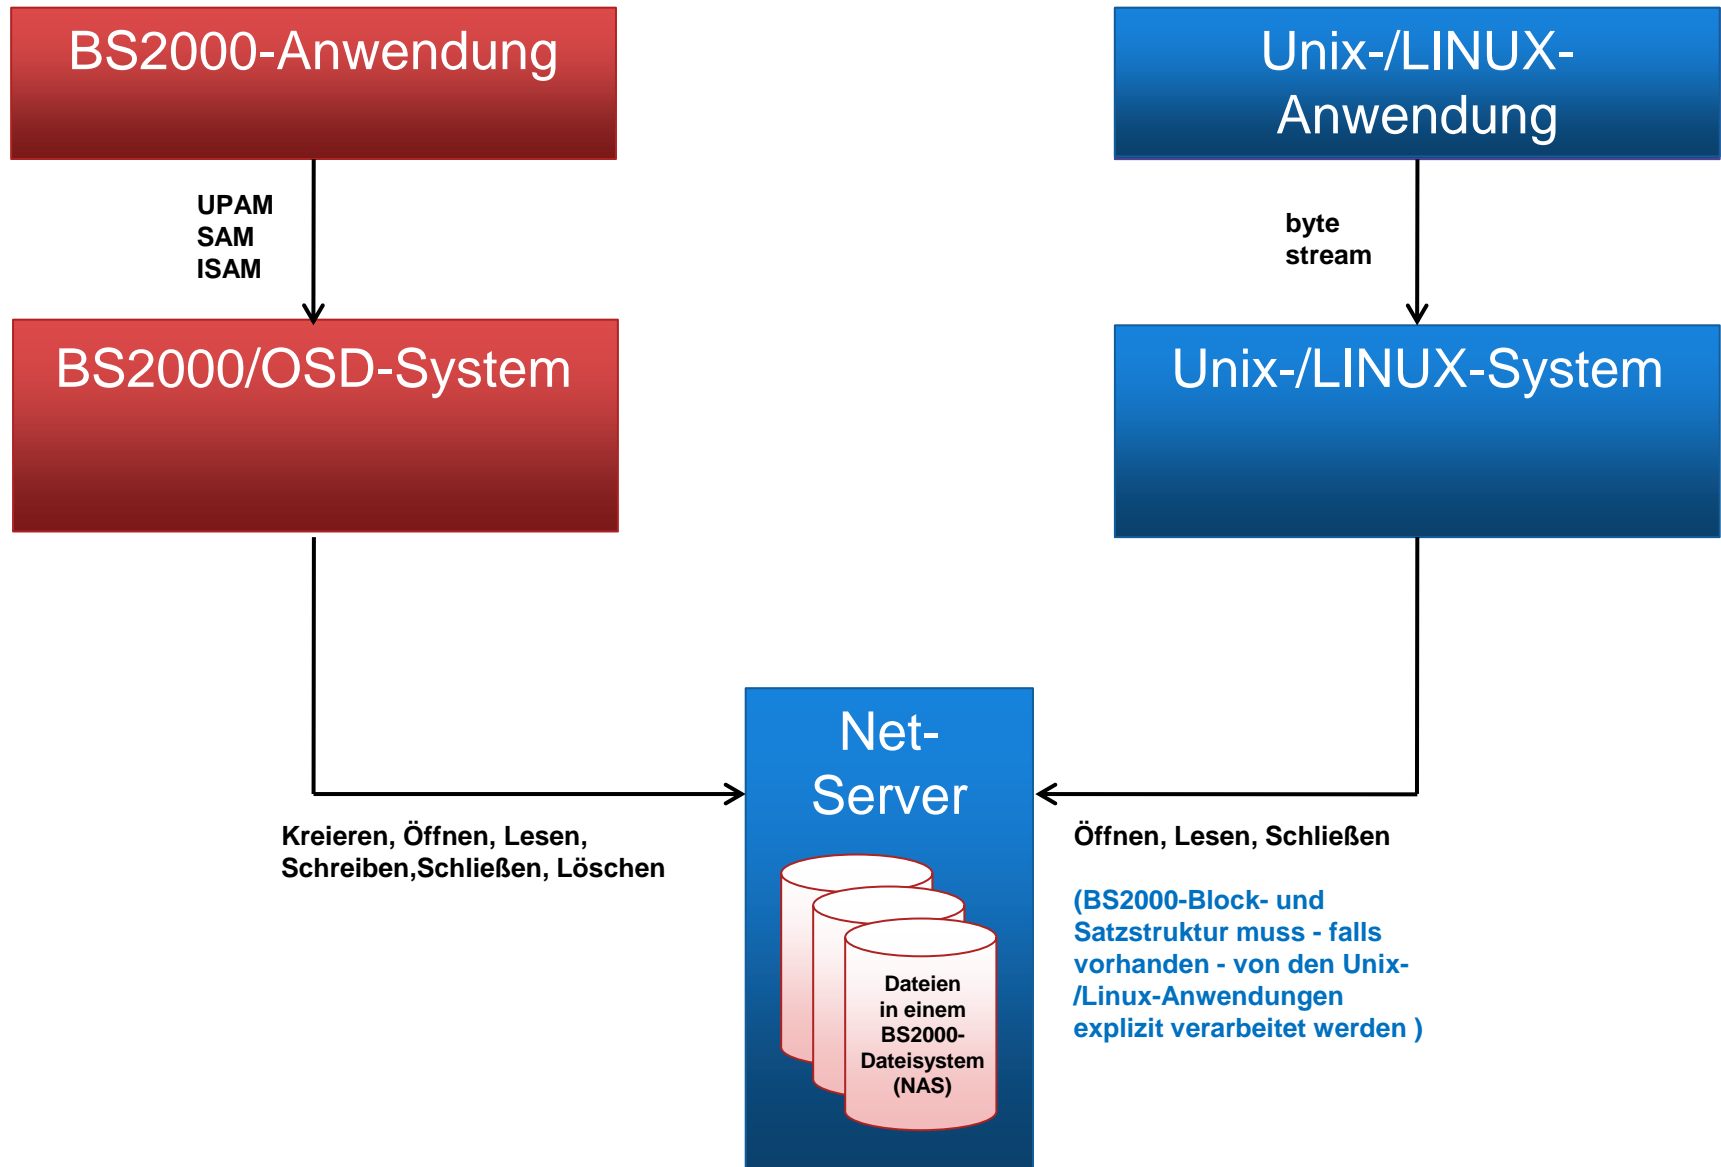 BS2000-Anwendung
Unix-/LINUX-
Anwendung
UPAM
SAM
ISAM
byte
stream
BS2000/OSD-System
Unix-/LINUX-System
Net-
Server
Kreieren, Öffnen, Lesen,
Schreiben,Schließen, Löschen
Öffnen, Lesen, Schließen
(BS2000-Block- und
Satzstruktur muss - falls
vorhanden - von den Unix-
/Linux-Anwendungen
explizit verarbeitet werden )
Dateien
in einem
BS2000-
Dateisystem
(NAS)